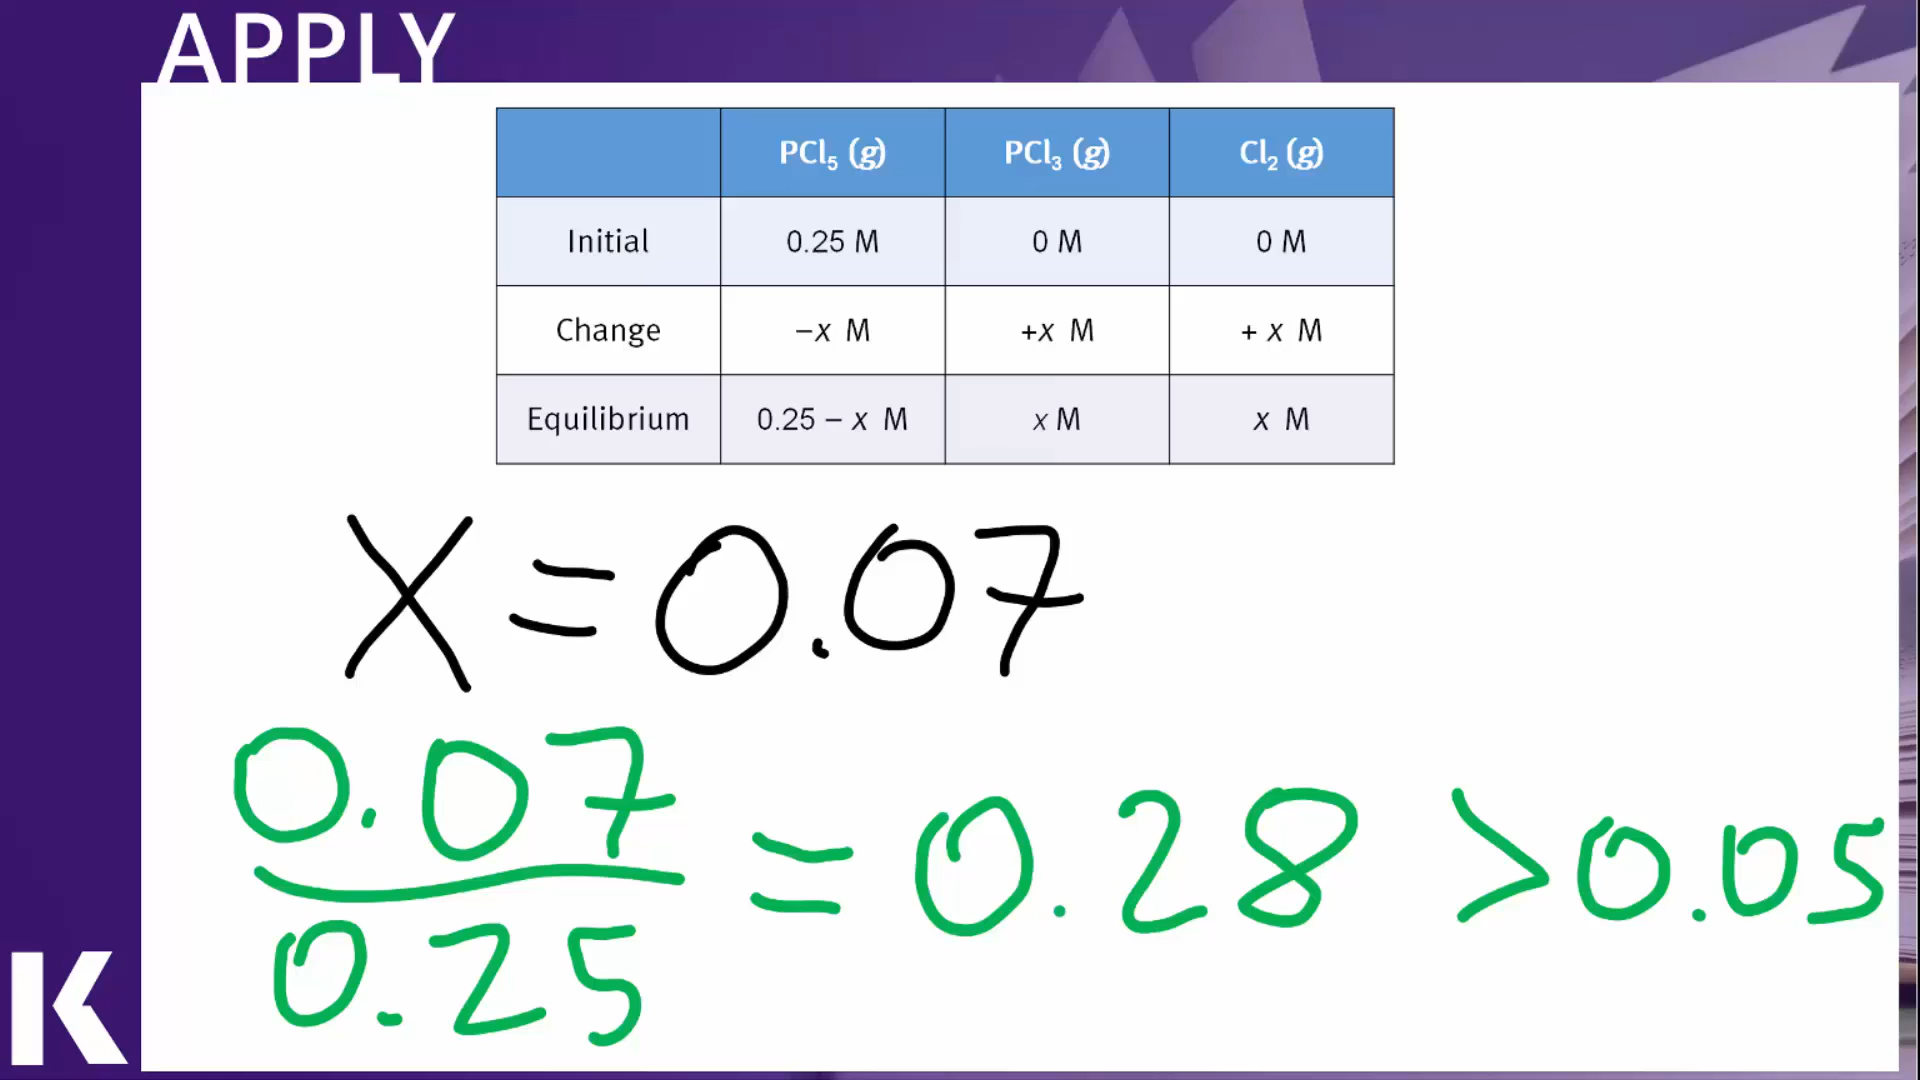 APPLY
PCl₅ (g) PCl₃ (g) Cl₂ (g)
Initial 0.25 M 0 M 0 M
Change –x M +x M + x M
Equilibrium 0.25 – x M x M x M
X = 0.07
0.07
= 0.28 > 0.05
0.25
K